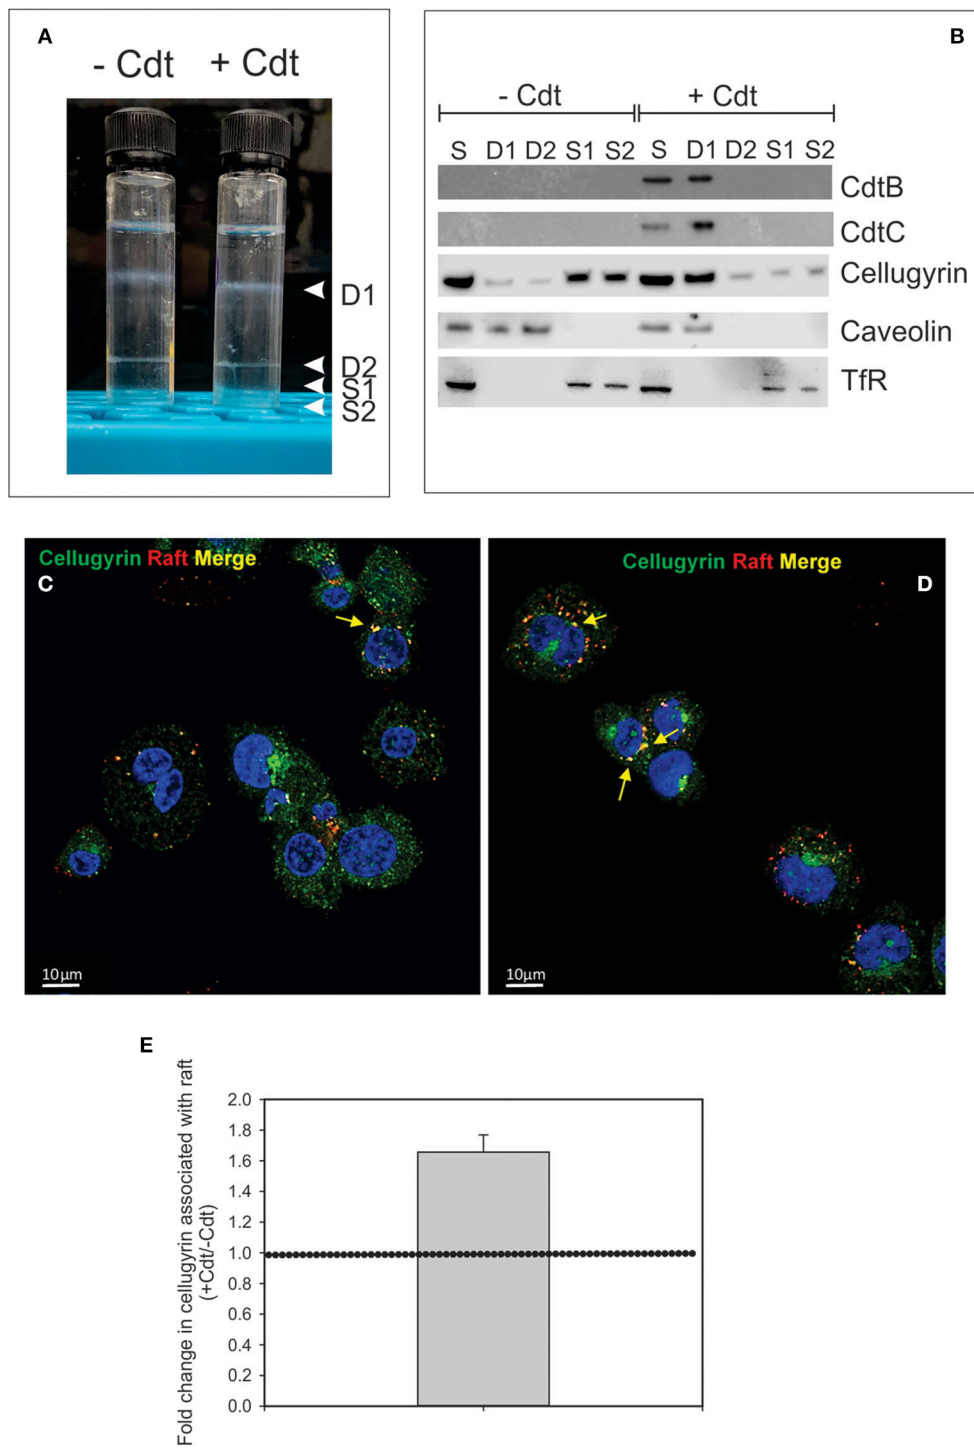 A
- Cdt
+ Cdt
D1
D2
S1
S2
B
- Cdt
+ Cdt
S D1 D2 S1 S2 S D1 D2 S1 S2
CdtB
CdtC
Cellugyrin
Caveolin
TfR
Cellugyrin Raft Merge
C
10µm
Cellugyrin Raft Merge
D
10µm
E
Fold change in cellugyrin associated with raft
(+Cdt/-Cdt)
2.0
1.8
1.6
1.4
1.2
1.0
0.8
0.6
0.4
0.2
0.0